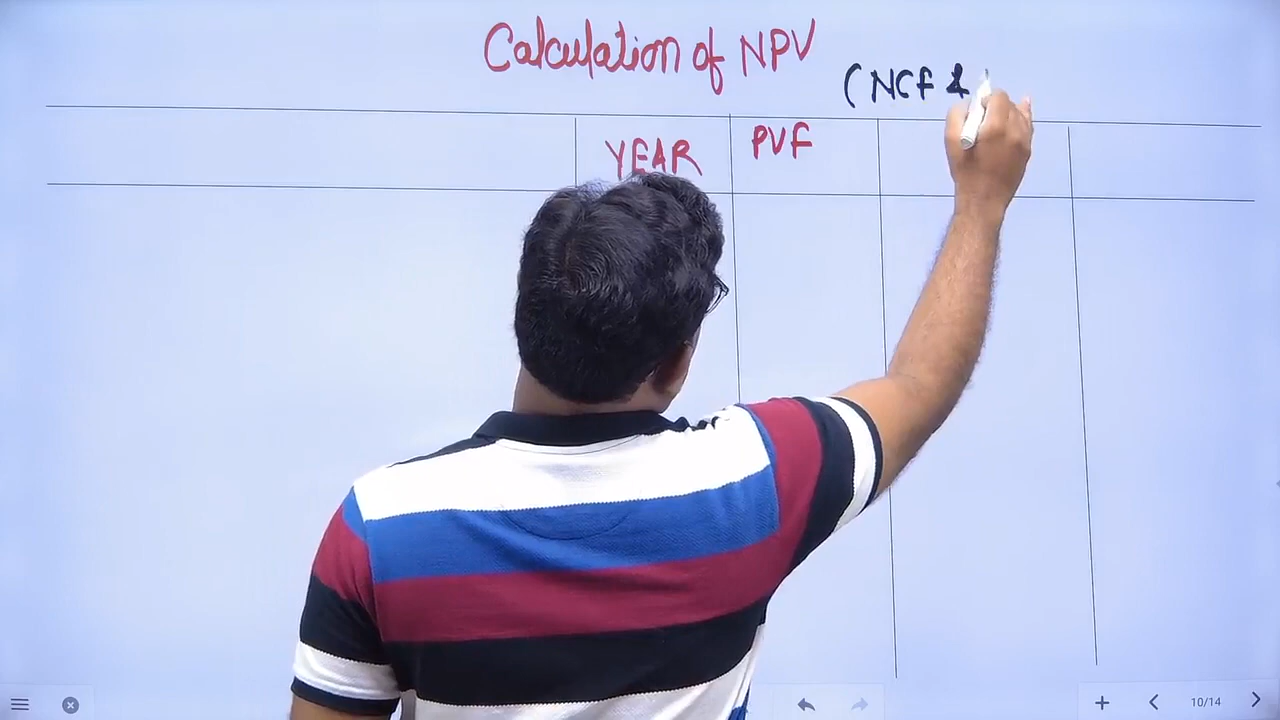 Calculation of NPV
(NCF &
YEAR PVF
10/14